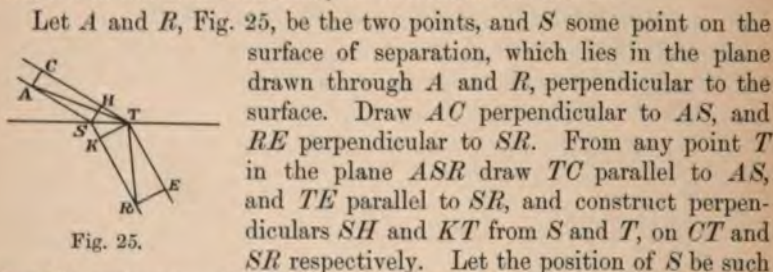 Let A and R, Fig. 25, be the two points, and S some point on the
surface of separation, which lies in the plane
drawn through A and R, perpendicular to the
surface. Draw AC perpendicular to AS, and
RE perpendicular to SR. From any point T
in the plane ASR draw TC parallel to AS,
and TE parallel to SR, and construct perpen-
diculars SH and KT from S and T, on CT and
SR respectively. Let the position of S be such
C
A
H
T
S
K
E
R
Fig. 25.